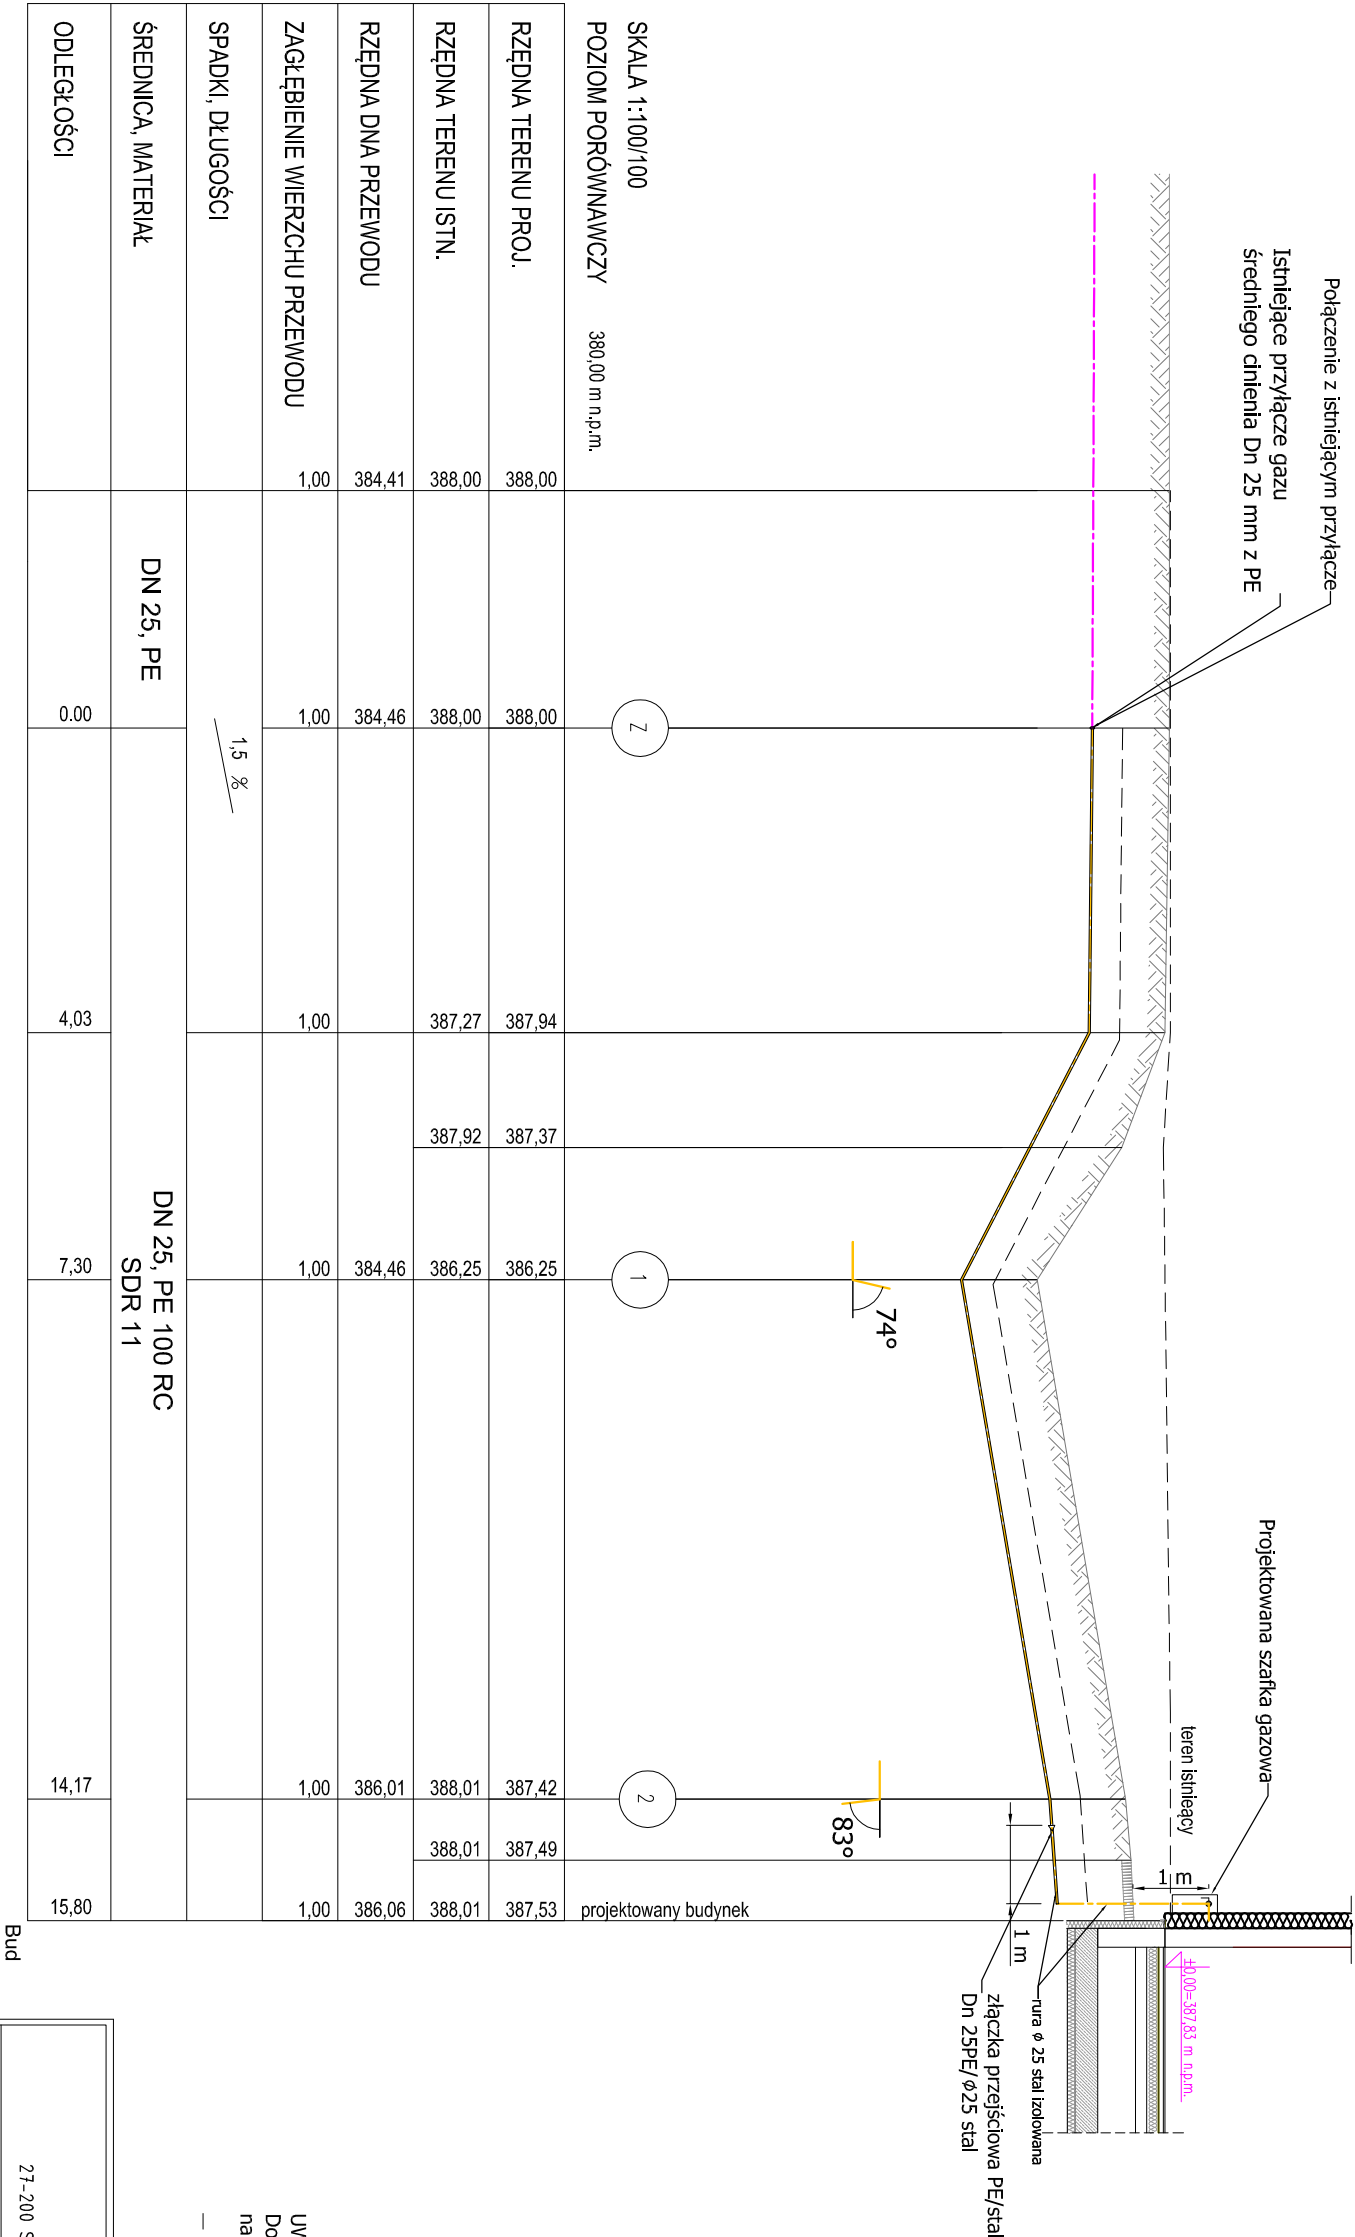 Połączenie z istniejącym przyłącze
Istniejące przyłącze gazu
średniego cinienia Dn 25 mm z PE
Projektowana szafka gazowa
teren istnieący
1 m
±0,00=387,83 m n.p.m.
rura ϕ 25 stal izolowana
1 m
złączka przejściowa PE/stal
Dn 25PE/ϕ25 stal
74°
83°
SKALA 1:100/100
POZIOM PORÓWNAWCZY 380,00 m n.p.m.
Z
1
2
projektowany budynek
RZĘDNA TERENU PROJ. 388,00 388,00 387,94 387,37 386,25 387,42 387,49 387,53
RZĘDNA TERENU ISTN. 388,00 388,00 387,27 387,92 386,25 388,01 388,01 388,01
RZĘDNA DNA PRZEWODU 384,41 384,46 384,46 386,01 386,06
ZAGŁĘBIENIE WIERZCHU PRZEWODU 1,00 1,00 1,00 1,00 1,00 1,00
SPADKI, DŁUGOŚCI 1,5 %
ŚREDNICA, MATERIAŁ DN 25, PE DN 25, PE 100 RC
SDR 11
ODLEGŁOŚCI 0.00 4,03 7,30 14,17 15,80
Bud
27-200
na